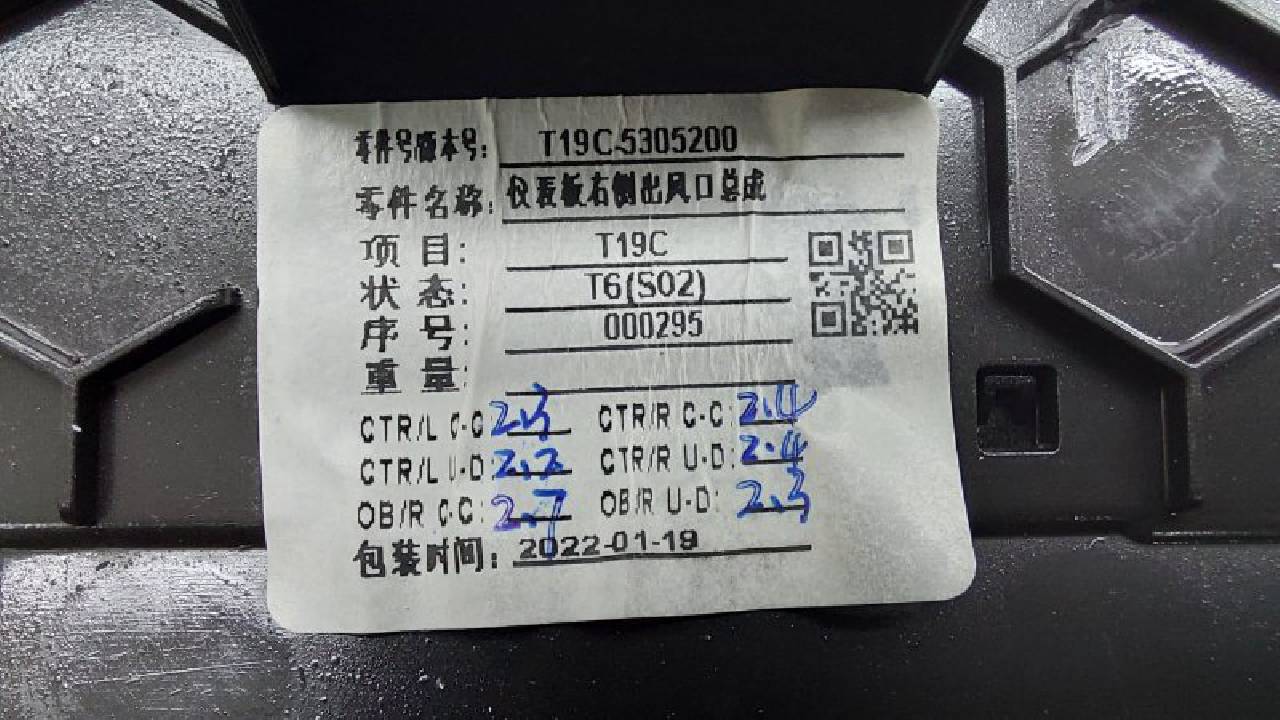 零件号版本号: T19C-5305200
零件名称: 仪表板右侧出风口总成
项 目: T19C
状 态: T6(S02)
序 号: 000295
重 量:
CTR/L C-C 2.3 CTR/R C-C: 2.4
CTR/L U-D: 2.2 CTR/R U-D: 2.4
OB/R C-C: 2.7 OB/R U-D: 2.3
包装时间: 2022-01-19